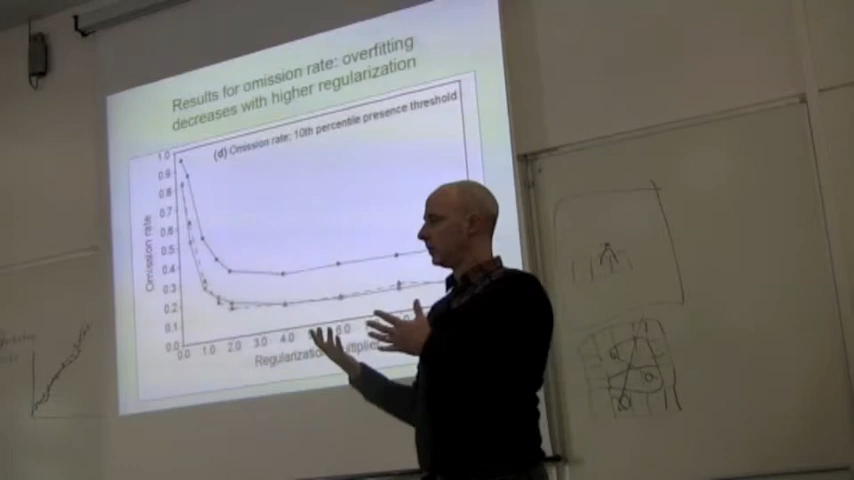 Results for omission rate: overfitting
decreases with higher regularization
(d) Omission rate: 10th percentile presence threshold
1.0
0.9
0.8
0.7
0.6
0.5
0.4
0.3
0.2
0.1
0.0
Omission rate
0.0 1.0 2.0 3.0 4.0 6.0
Regularization